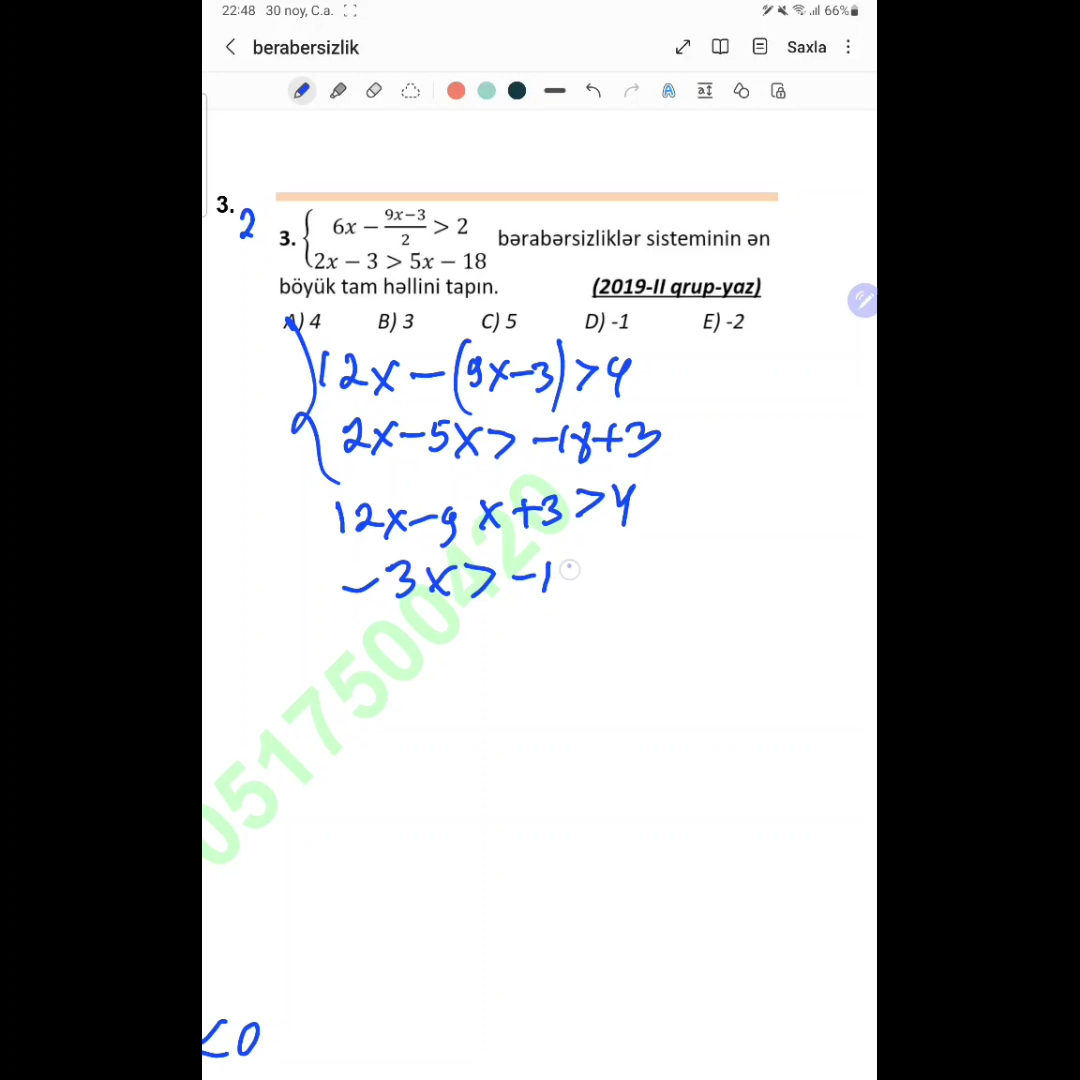 22:48 30 noy, C.a. 66%
berabersizlik Saxla
3.
2
3. { 6x − (9x−3)/2 > 2
2x − 3 > 5x − 18
bərabərsizliklər sisteminin ən
böyük tam həllini tapın. (2019-II qrup-yaz)
A) 4 B) 3 C) 5 D) -1 E) -2
12x−(9x−3)>4
2x−5x>−18+3
12x−9x+3>4
−3x>−1
0517500420
<0